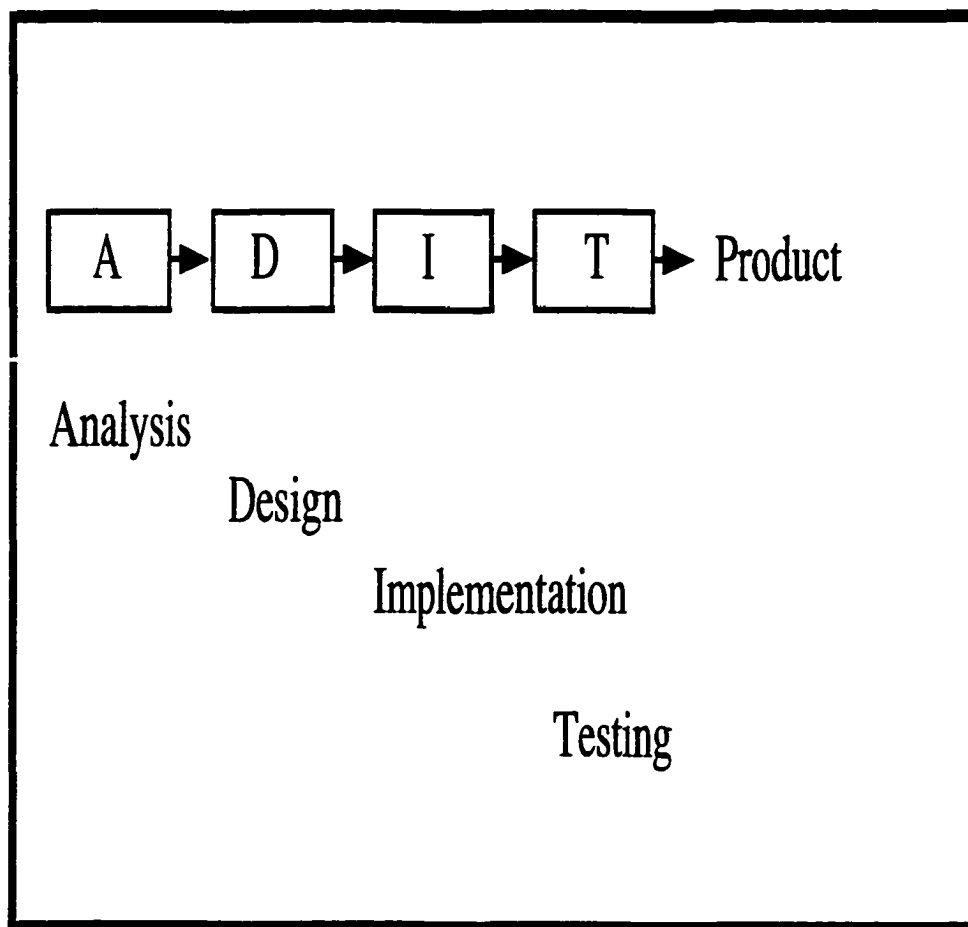 A D I T Product
Analysis
Design
Implementation
Testing